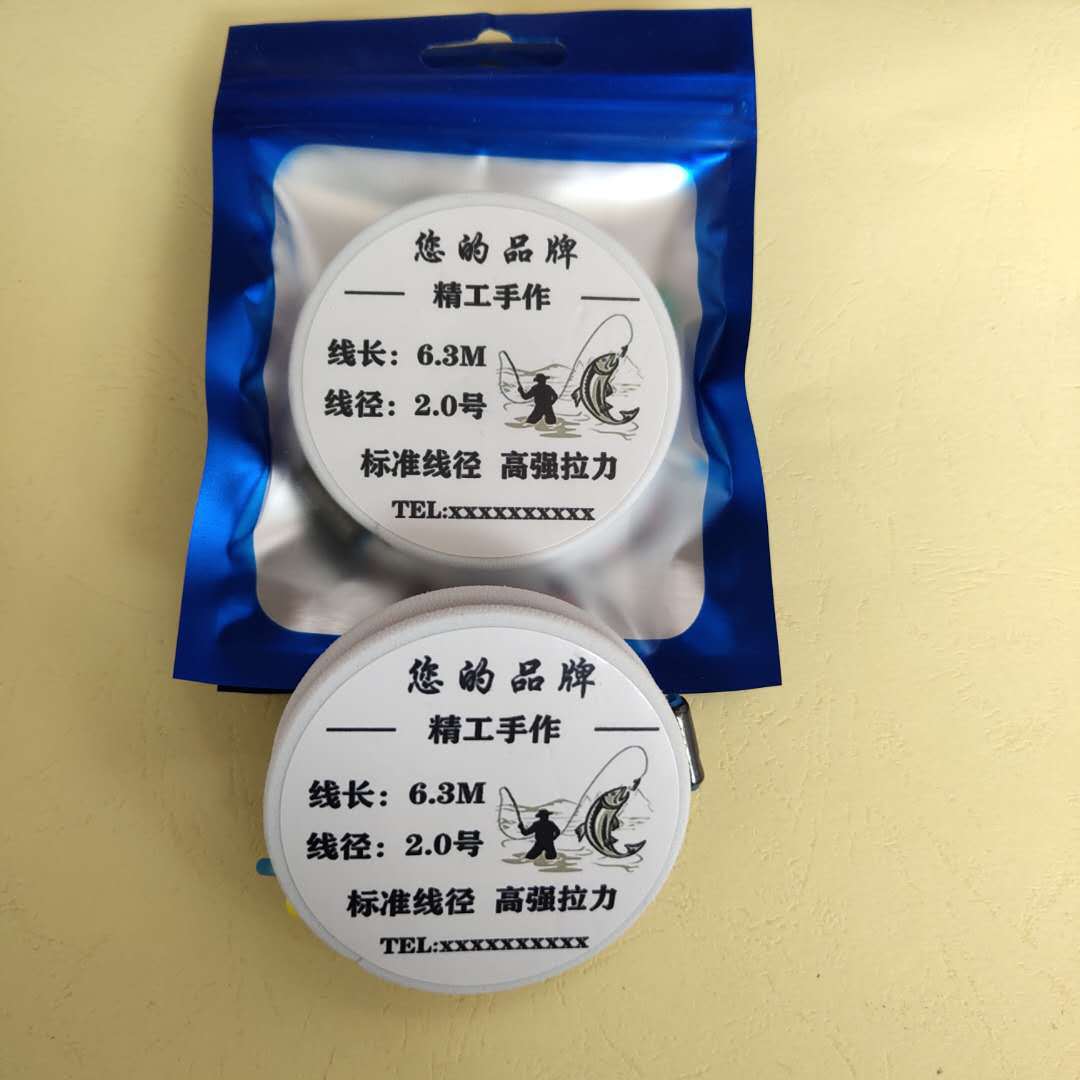 您的品牌
精工手作
线长：6.3M
线径：2.0号
标准线径 高强拉力
TEL:xxxxxxxxxx
您的品牌
精工手作
线长：6.3M
线径：2.0号
标准线径 高强拉力
TEL:xxxxxxxxxx